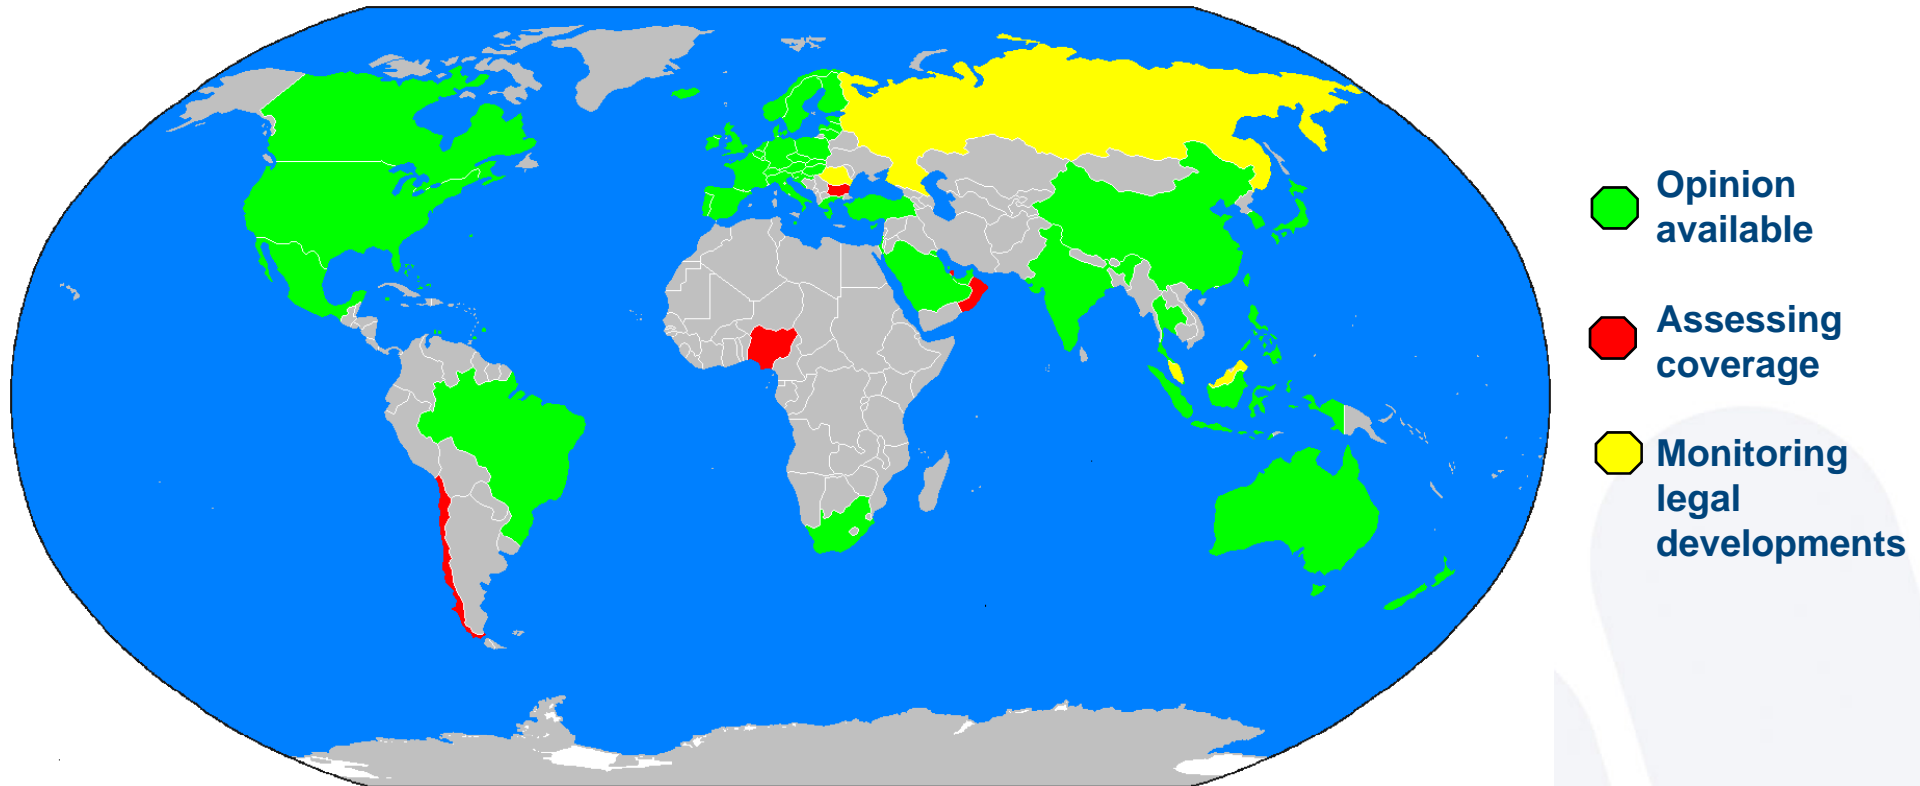 Opinion
available
Assessing
coverage
Monitoring
legal
developments